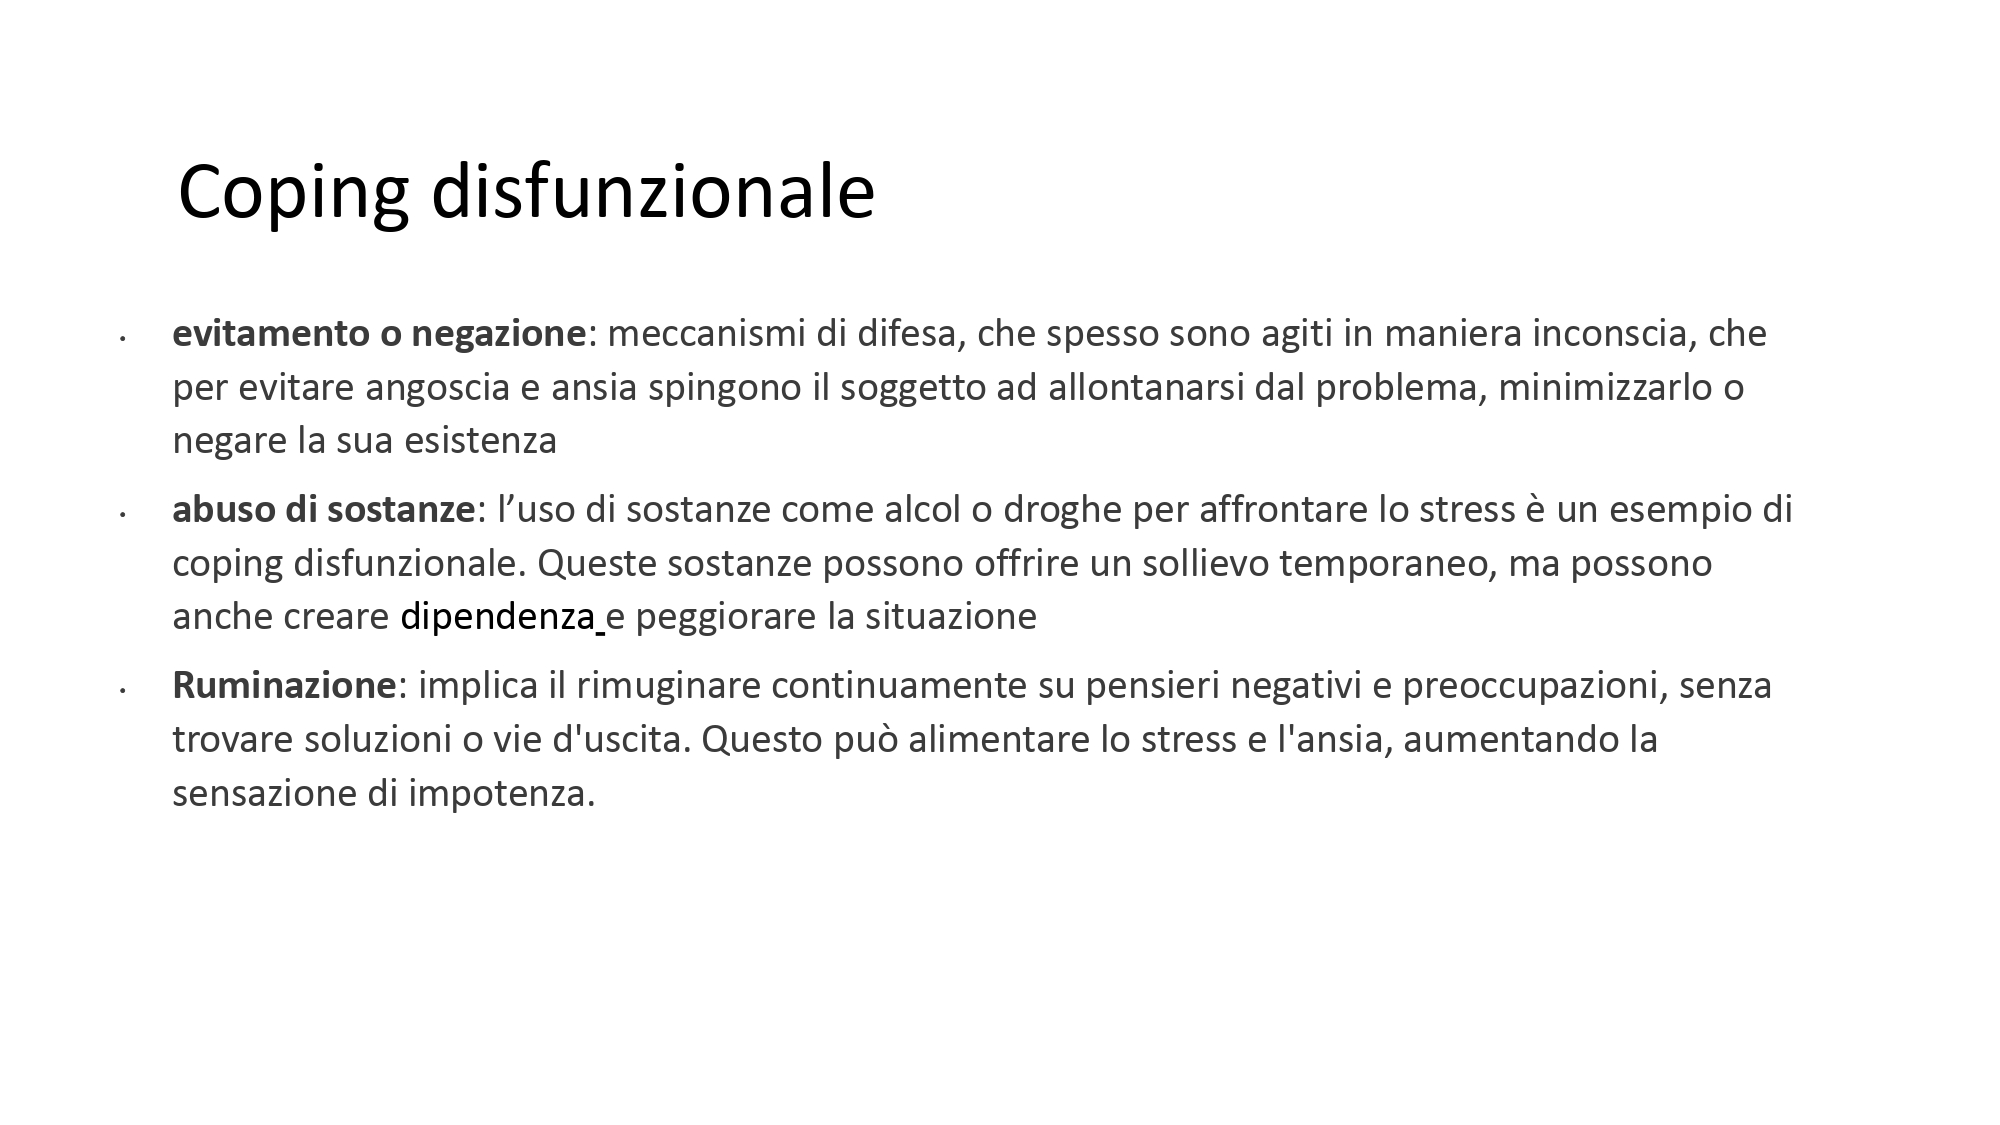 Coping disfunzionale
• evitamento o negazione: meccanismi di difesa, che spesso sono agiti in maniera inconscia, che
per evitare angoscia e ansia spingono il soggetto ad allontanarsi dal problema, minimizzarlo o
negare la sua esistenza
• abuso di sostanze: l’uso di sostanze come alcol o droghe per affrontare lo stress è un esempio di
coping disfunzionale. Queste sostanze possono offrire un sollievo temporaneo, ma possono
anche creare dipendenza e peggiorare la situazione
• Ruminazione: implica il rimuginare continuamente su pensieri negativi e preoccupazioni, senza
trovare soluzioni o vie d'uscita. Questo può alimentare lo stress e l'ansia, aumentando la
sensazione di impotenza.